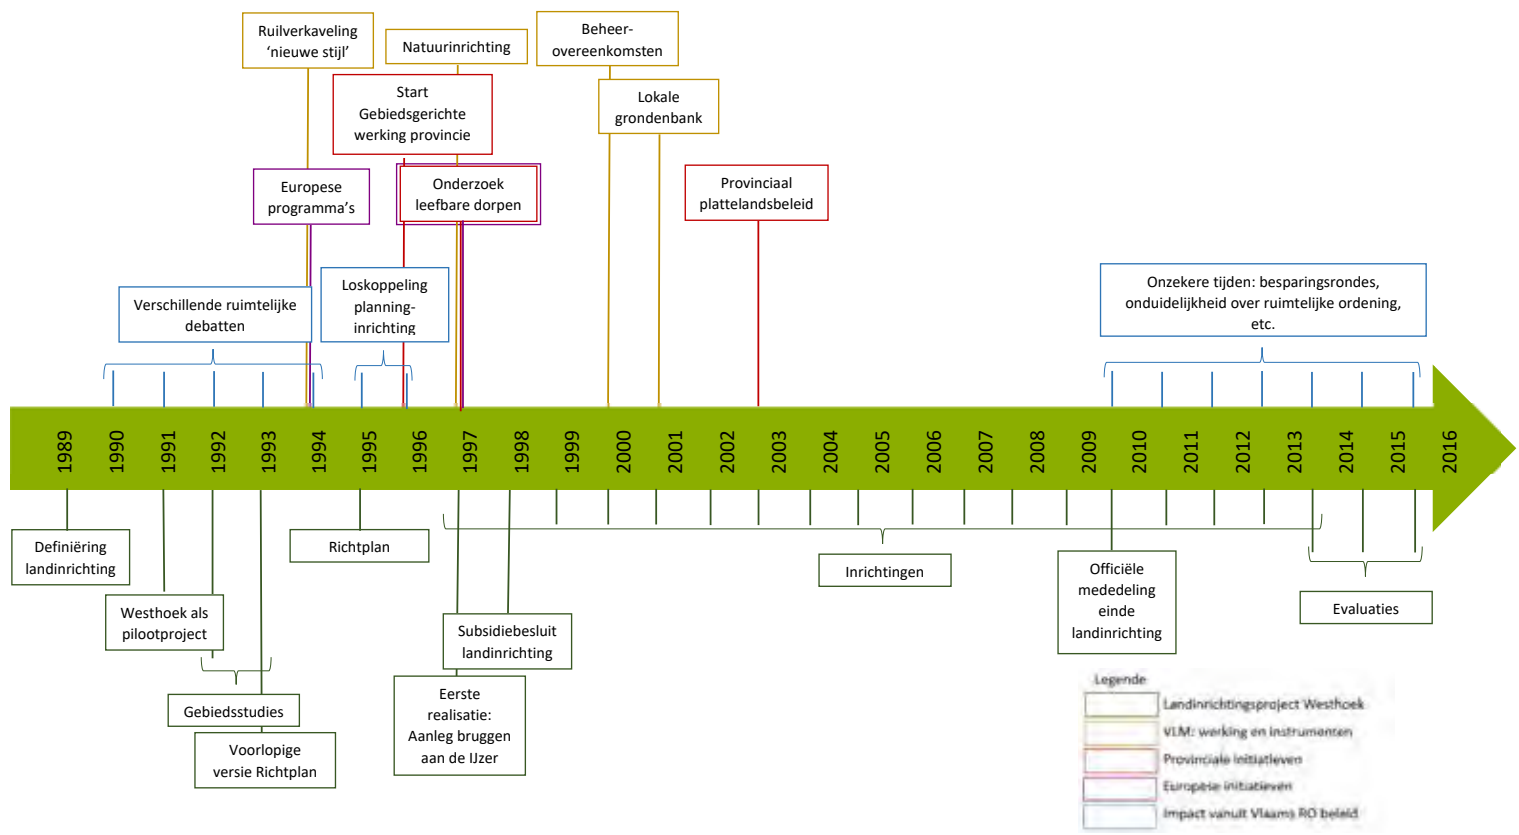 Ruilverkaveling
‘nieuwe stijl’
Natuurinrichting
Beheer-
overeenkomsten
Start
Gebiedsgerichte
werking provincie
Lokale
grondenbank
Europese
programma’s
Onderzoek
leefbare dorpen
Provinciaal
plattelandsbeleid
Verschillende ruimtelijke
debatten
Loskoppeling
planning-
inrichting
Onzekere tijden: besparingsrondes,
onduidelijkheid over ruimtelijke ordening,
etc.
1989
1990
1991
1992
1993
1994
1995
1996
1997
1998
1999
2000
2001
2002
2003
2004
2005
2006
2007
2008
2009
2010
2011
2012
2013
2014
2015
2016
Definiëring
landinrichting
Westhoek als
pilootproject
Gebiedsstudies
Voorlopige
versie Richtplan
Richtplan
Subsidiebesluit
landinrichting
Eerste
realisatie:
Aanleg bruggen
aan de IJzer
Inrichtingen
Officiële
mededeling
einde
landinrichting
Evaluaties
Legende
Landinrichtingsproject Westhoek
VLM: werking en instrumenten
Provinciale initiatieven
Europese initiatieven
Impact vanuit Vlaams RO beleid